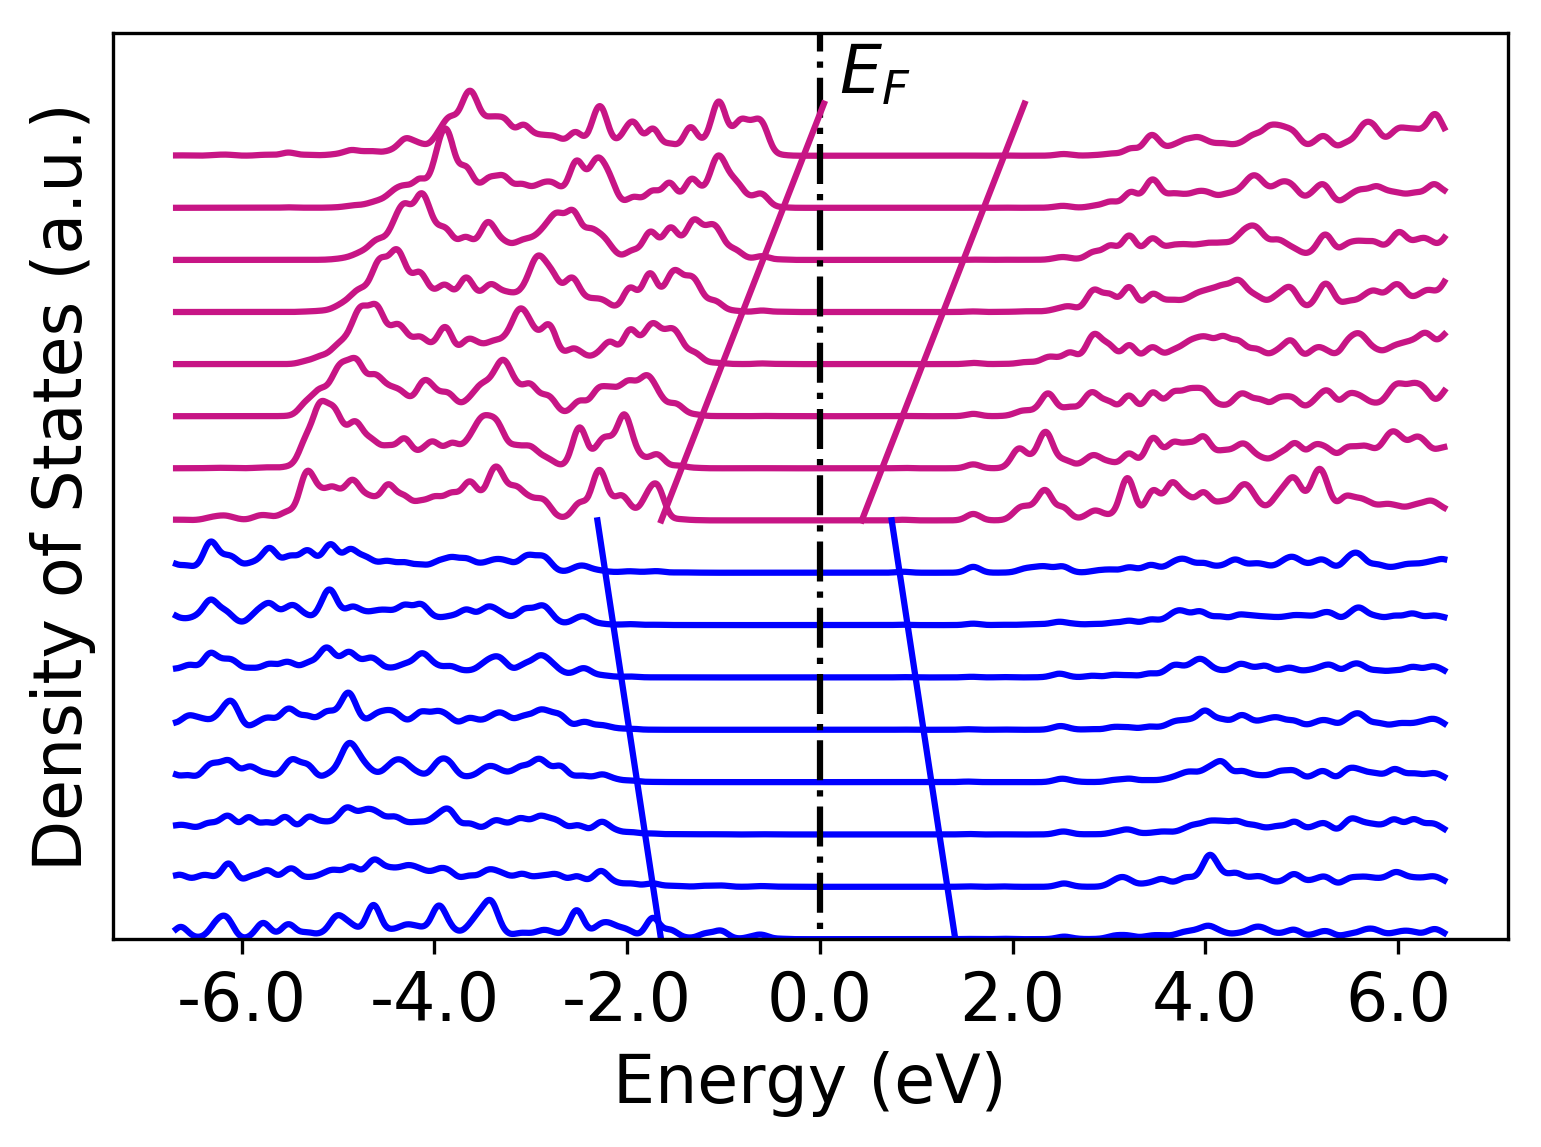 E_F
Density of States (a.u.)
-6.0 -4.0 -2.0 0.0 2.0 4.0 6.0
Energy (eV)